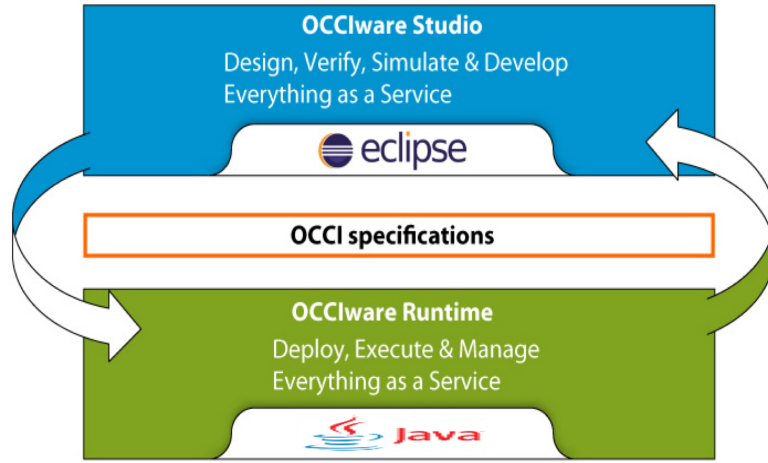 OCCIware Studio
Design, Verify, Simulate & Develop
Everything as a Service
eclipse
OCCI specifications
OCCIware Runtime
Deploy, Execute & Manage
Everything as a Service
Java